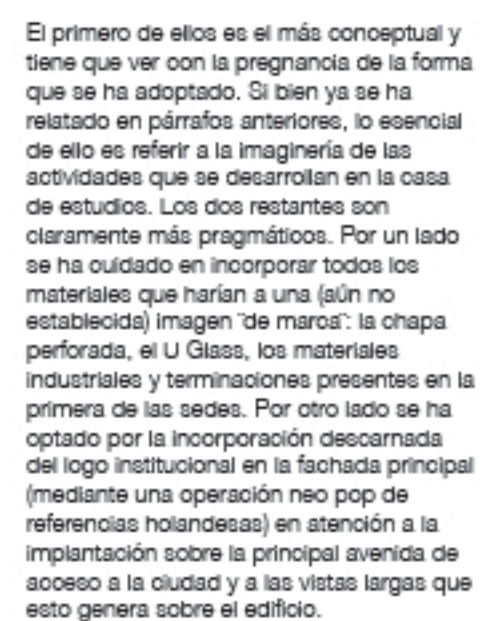 El primero de ellos es el más conceptual y
tiene que ver con la pregnancia de la forma
que se ha adoptado. Si bien ya se ha
relatado en párrafos anteriores, lo esencial
de ello es referir a la imaginería de las
actividades que se desarrollan en la casa
de estudios. Los dos restantes son
claramente más pragmáticos. Por un lado
se ha cuidado en incorporar todos los
materiales que harían a una (aún no
establecida) imagen ¨de marca¨: la chapa
perforada, el U Glass, los materiales
industriales y terminaciones presentes en la
primera de las sedes. Por otro lado se ha
optado por la incorporación descarnada
del logo institucional en la fachada principal
(mediante una operación neo pop de
referencias holandesas) en atención a la
implantación sobre la principal avenida de
acceso a la ciudad y a las vistas largas que
esto genera sobre el edificio.